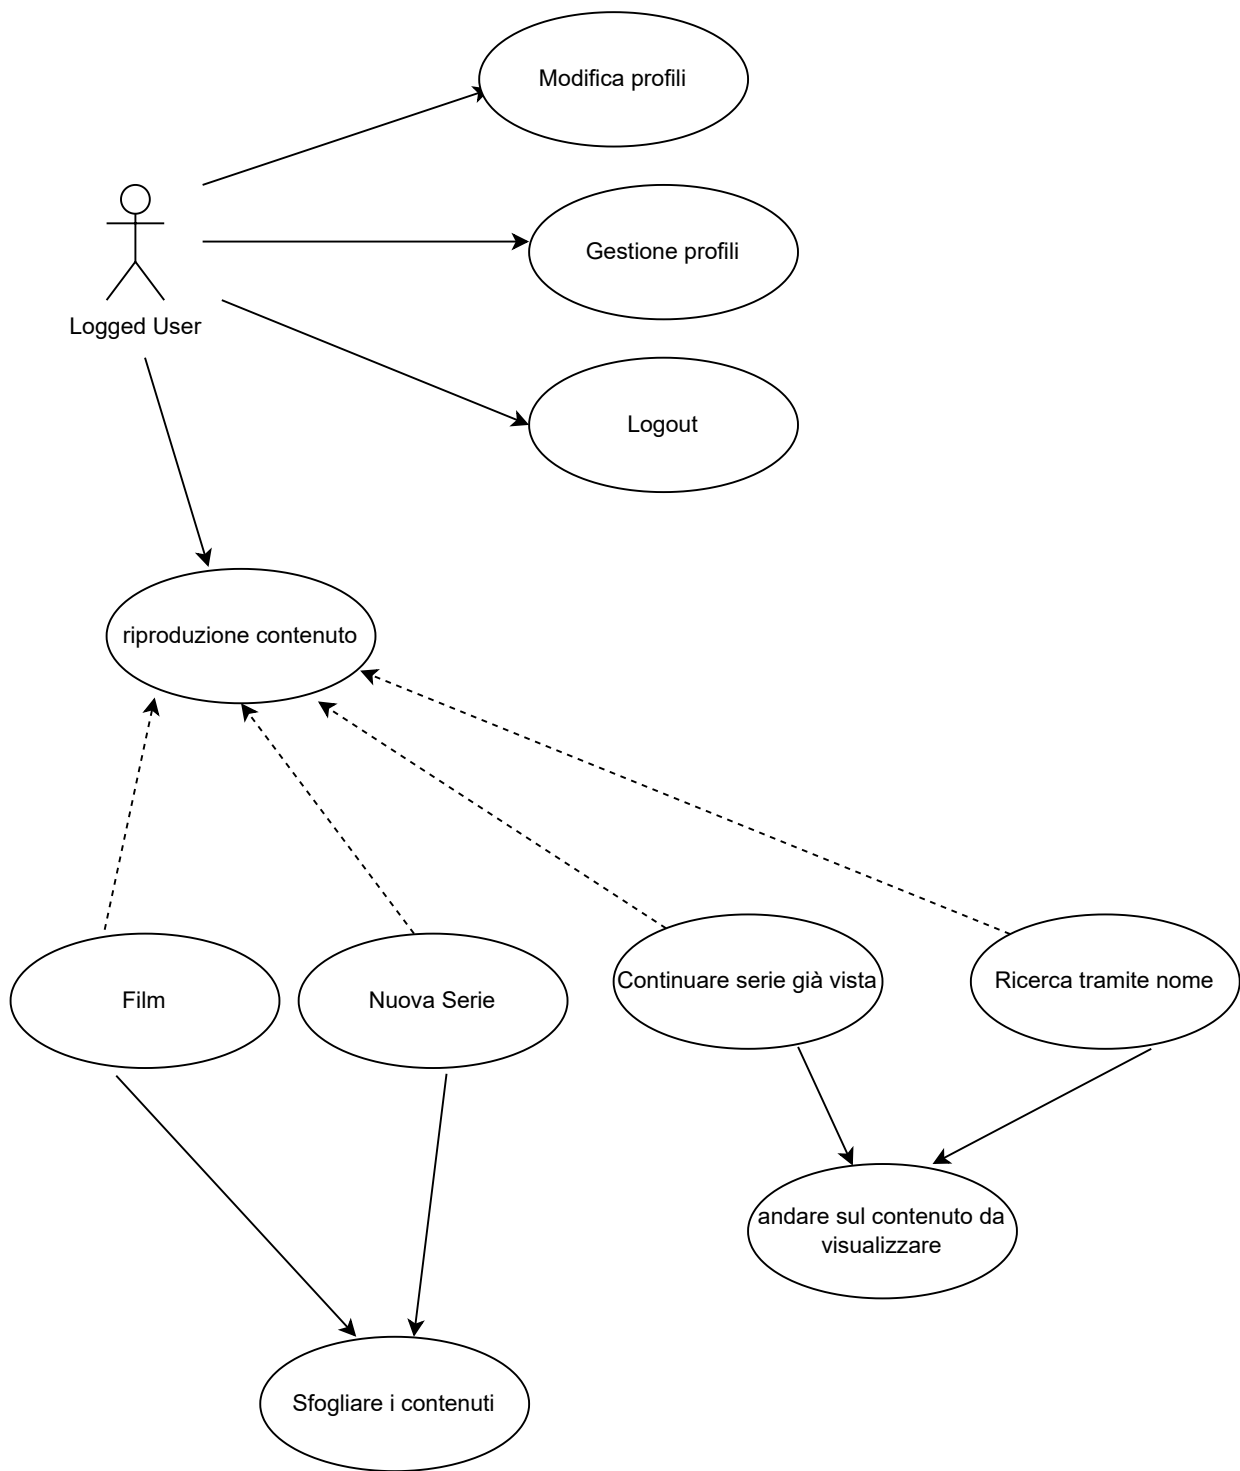 Modifica profili
Gestione profili
Logged User
Logout
riproduzione contenuto
Film
Nuova Serie
Continuare serie già vista
Ricerca tramite nome
andare sul contenuto da
visualizzare
Sfogliare i contenuti